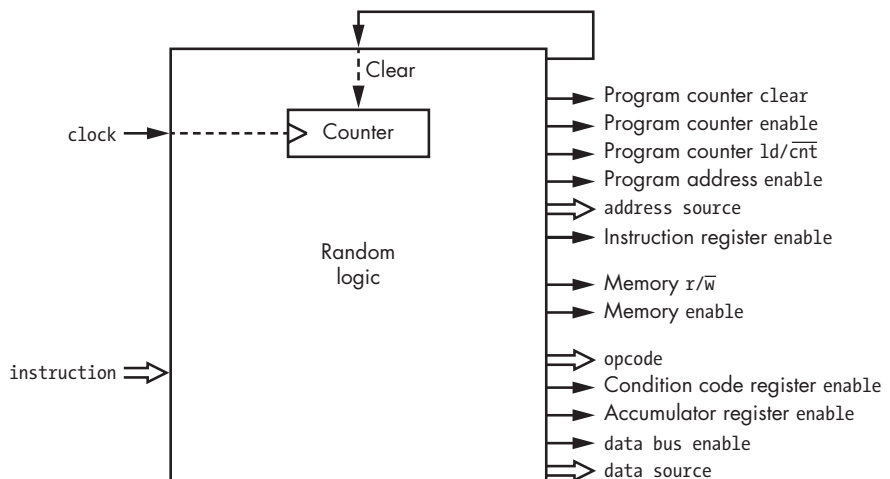 Clear
Counter
clock
Random
logic
instruction
Program counter clear
Program counter enable
Program counter ld/c̅n̅t̅
Program address enable
address source
Instruction register enable
Memory r/w̅
Memory enable
opcode
Condition code register enable
Accumulator register enable
data bus enable
data source